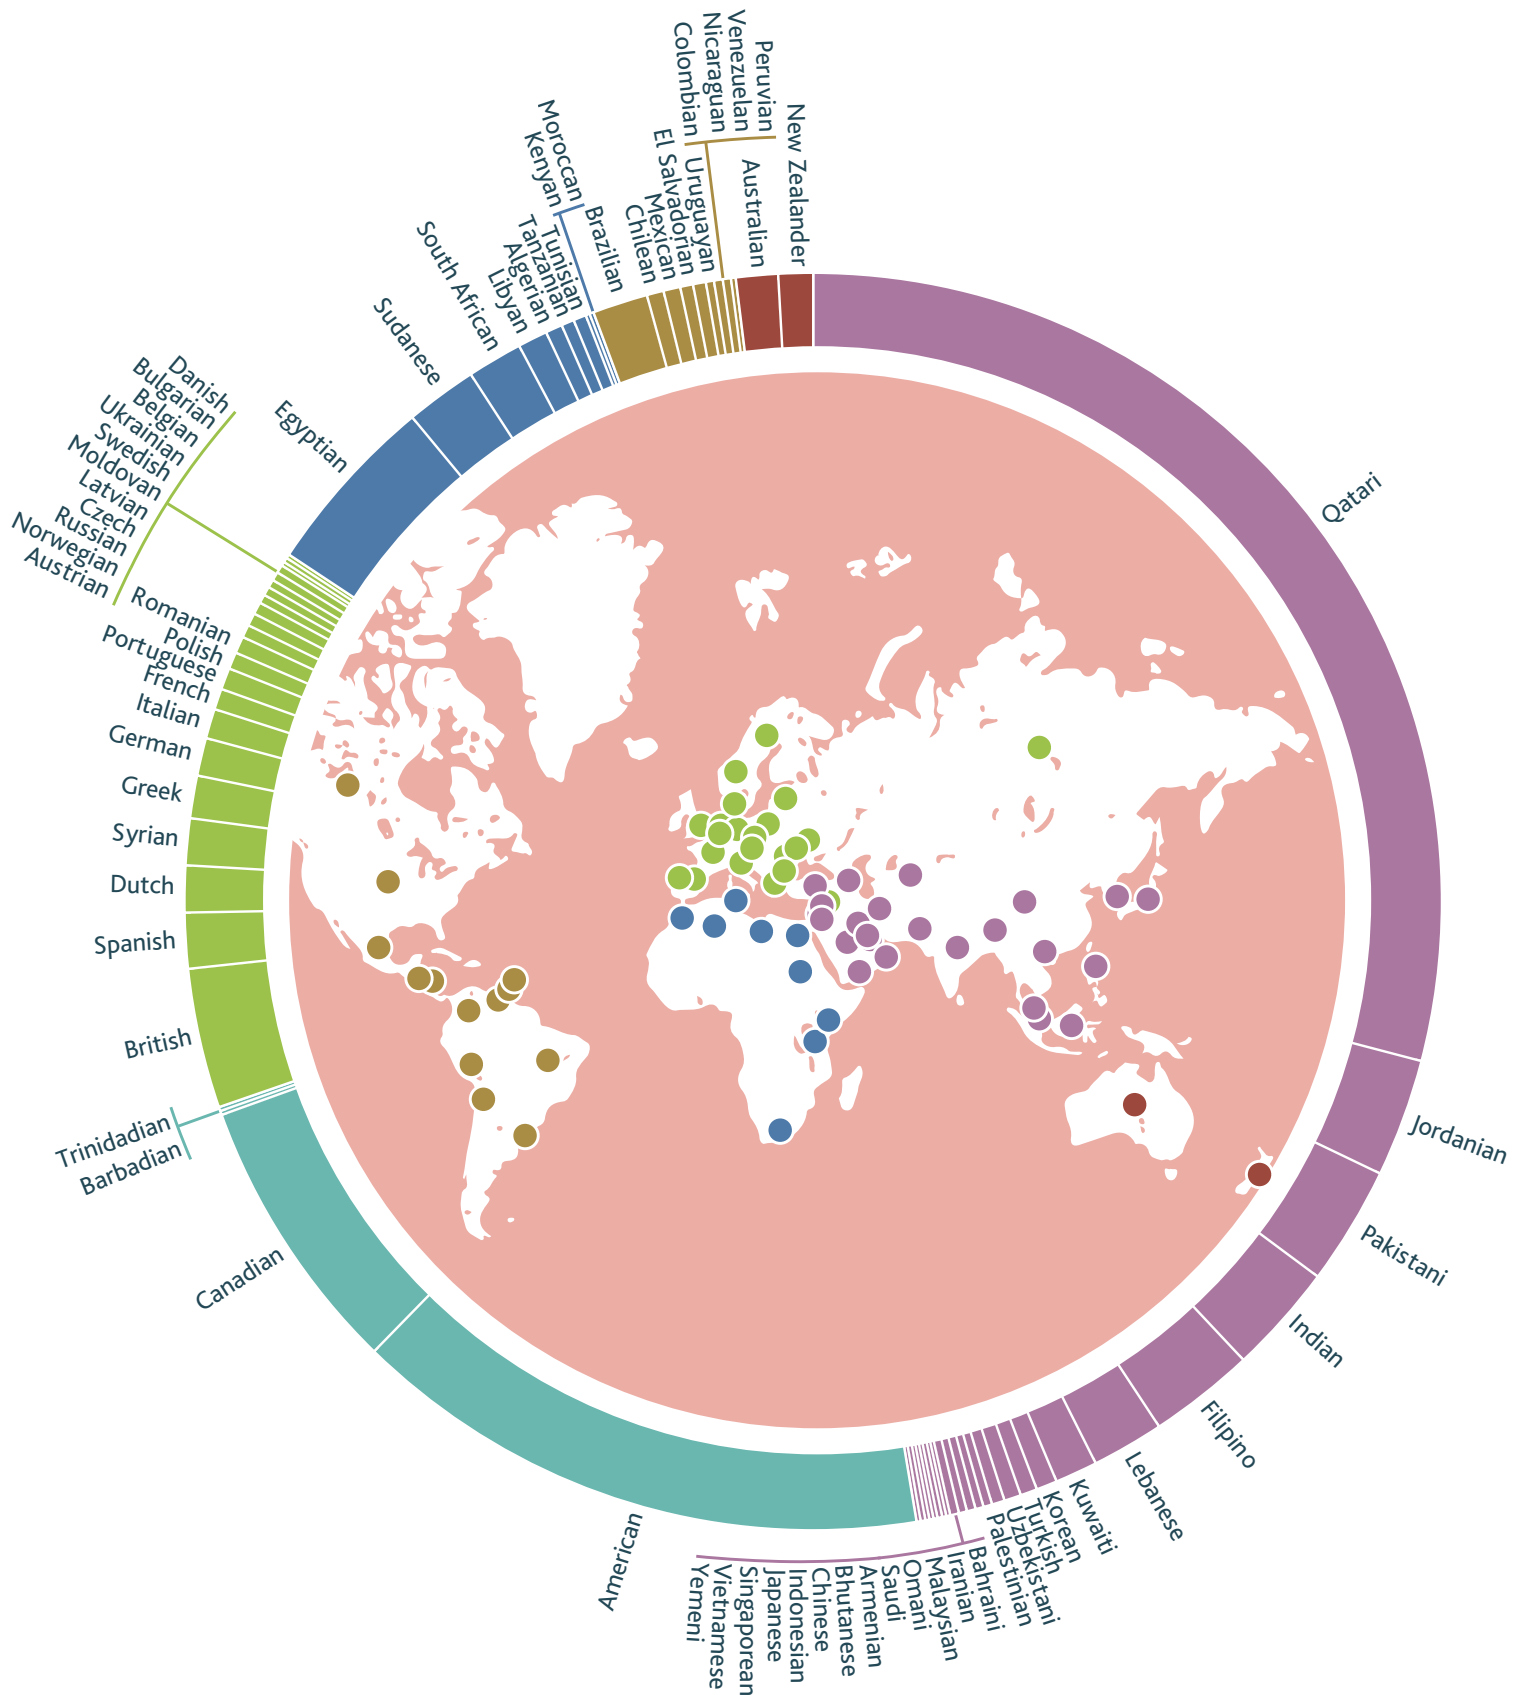 Qatari
Jordanian
Pakistani
Indian
Filipino
Lebanese
Kuwaiti
Korean
Turkish
Uzbekistani
Palestinian
Bahraini
Iranian
Malaysian
Omani
Saudi
Armenian
Bhutanese
Chinese
Indonesian
Japanese
Singaporean
Vietnamese
Yemeni
American
Canadian
Barbadian
Trinidadian
British
Spanish
Dutch
Syrian
Greek
German
Italian
French
Portuguese
Polish
Romanian
Austrian
Norwegian
Russian
Czech
Latvian
Moldovan
Swedish
Ukrainian
Belgian
Bulgarian
Danish
Egyptian
Sudanese
South African
Libyan
Algerian
Tanzanian
Tunisian
Kenyan
Moroccan
Brazilian
Chilean
Mexican
El Salvadorian
Uruguayan
Colombian
Nicaraguan
Venezuelan
Peruvian
Australian
New Zealander